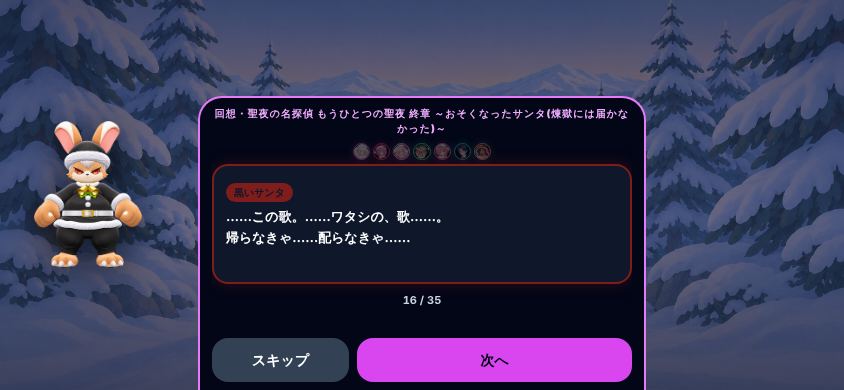 回想・聖夜の名探偵 もうひとつの聖夜 終章 ～おそくなったサンタ(煉獄には届かな
かった)～
黒いサンタ
……この歌。……ワタシの、歌……。
帰らなきゃ……配らなきゃ……
16 / 35
スキップ
次へ